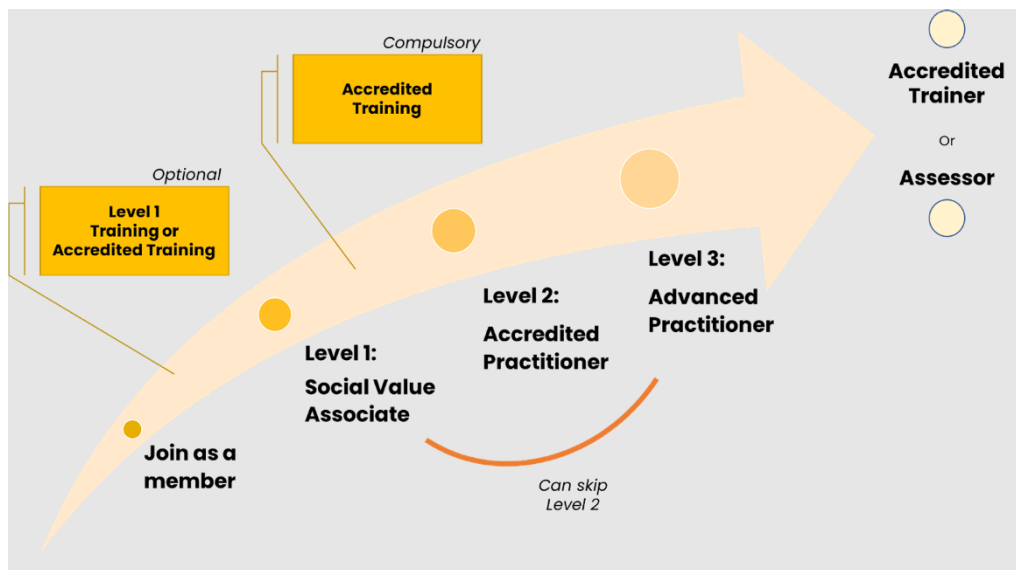 Compulsory
Accredited
Training
Optional
Level 1
Training or
Accredited Training
Join as a
member
Level 1:
Social Value
Associate
Level 2:
Accredited
Practitioner
Level 3:
Advanced
Practitioner
Can skip
Level 2
Accredited
Trainer
Or
Assessor